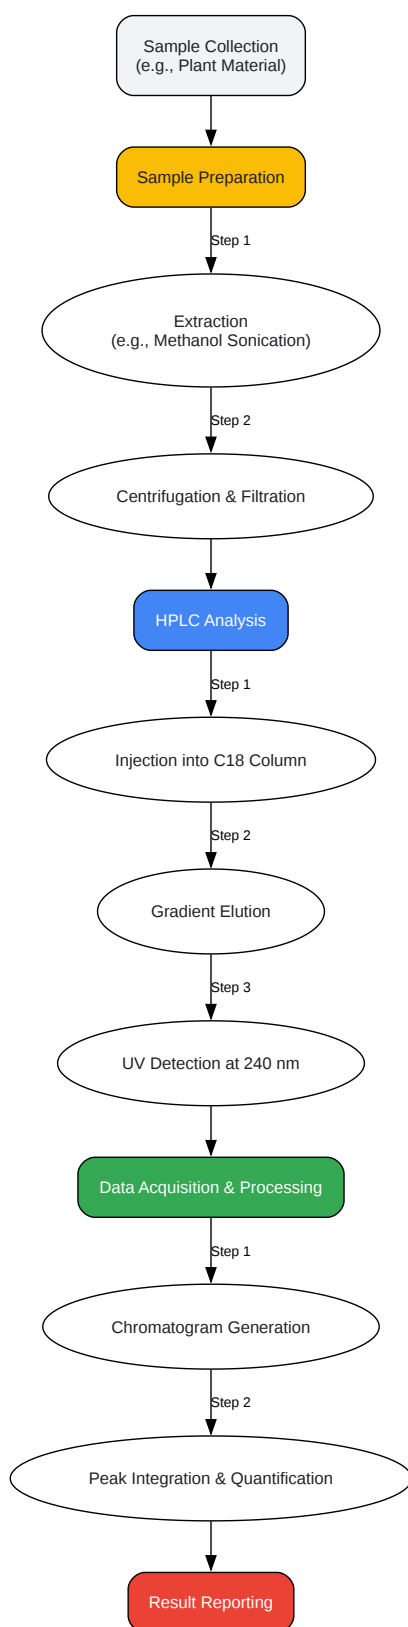 Sample Collection
(e.g., Plant Material)
Sample Preparation
Step 1
Extraction
(e.g., Methanol Sonication)
Step 2
Centrifugation & Filtration
HPLC Analysis
Step 1
Injection into C18 Column
Step 2
Gradient Elution
Step 3
UV Detection at 240 nm
Data Acquisition & Processing
Step 1
Chromatogram Generation
Step 2
Peak Integration & Quantification
Result Reporting